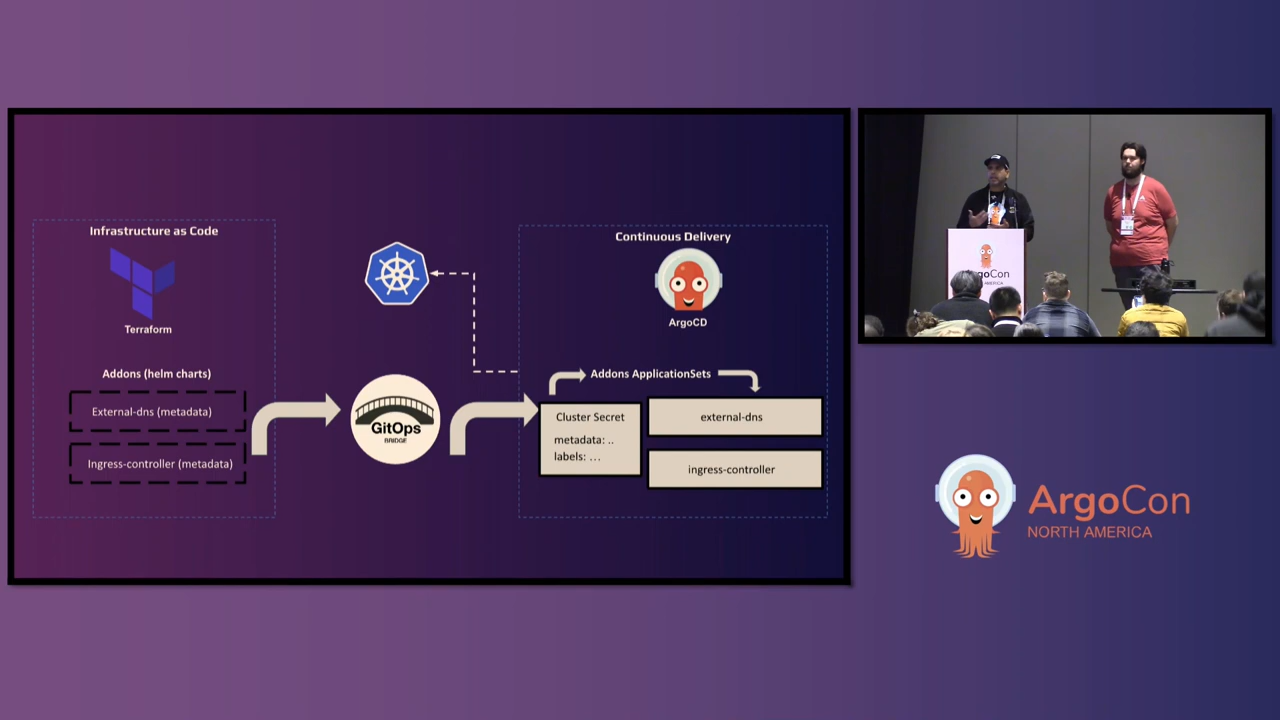 Infrastructure as Code
Terraform
Addons (helm charts)
External-dns (metadata)
Ingress-controller (metadata)
GitOps
BRIDGE
Continuous Delivery
ArgoCD
Addons ApplicationSets
Cluster Secret
metadata: ..
labels: ...
external-dns
ingress-controller
ArgoCon
NORTH AMERICA